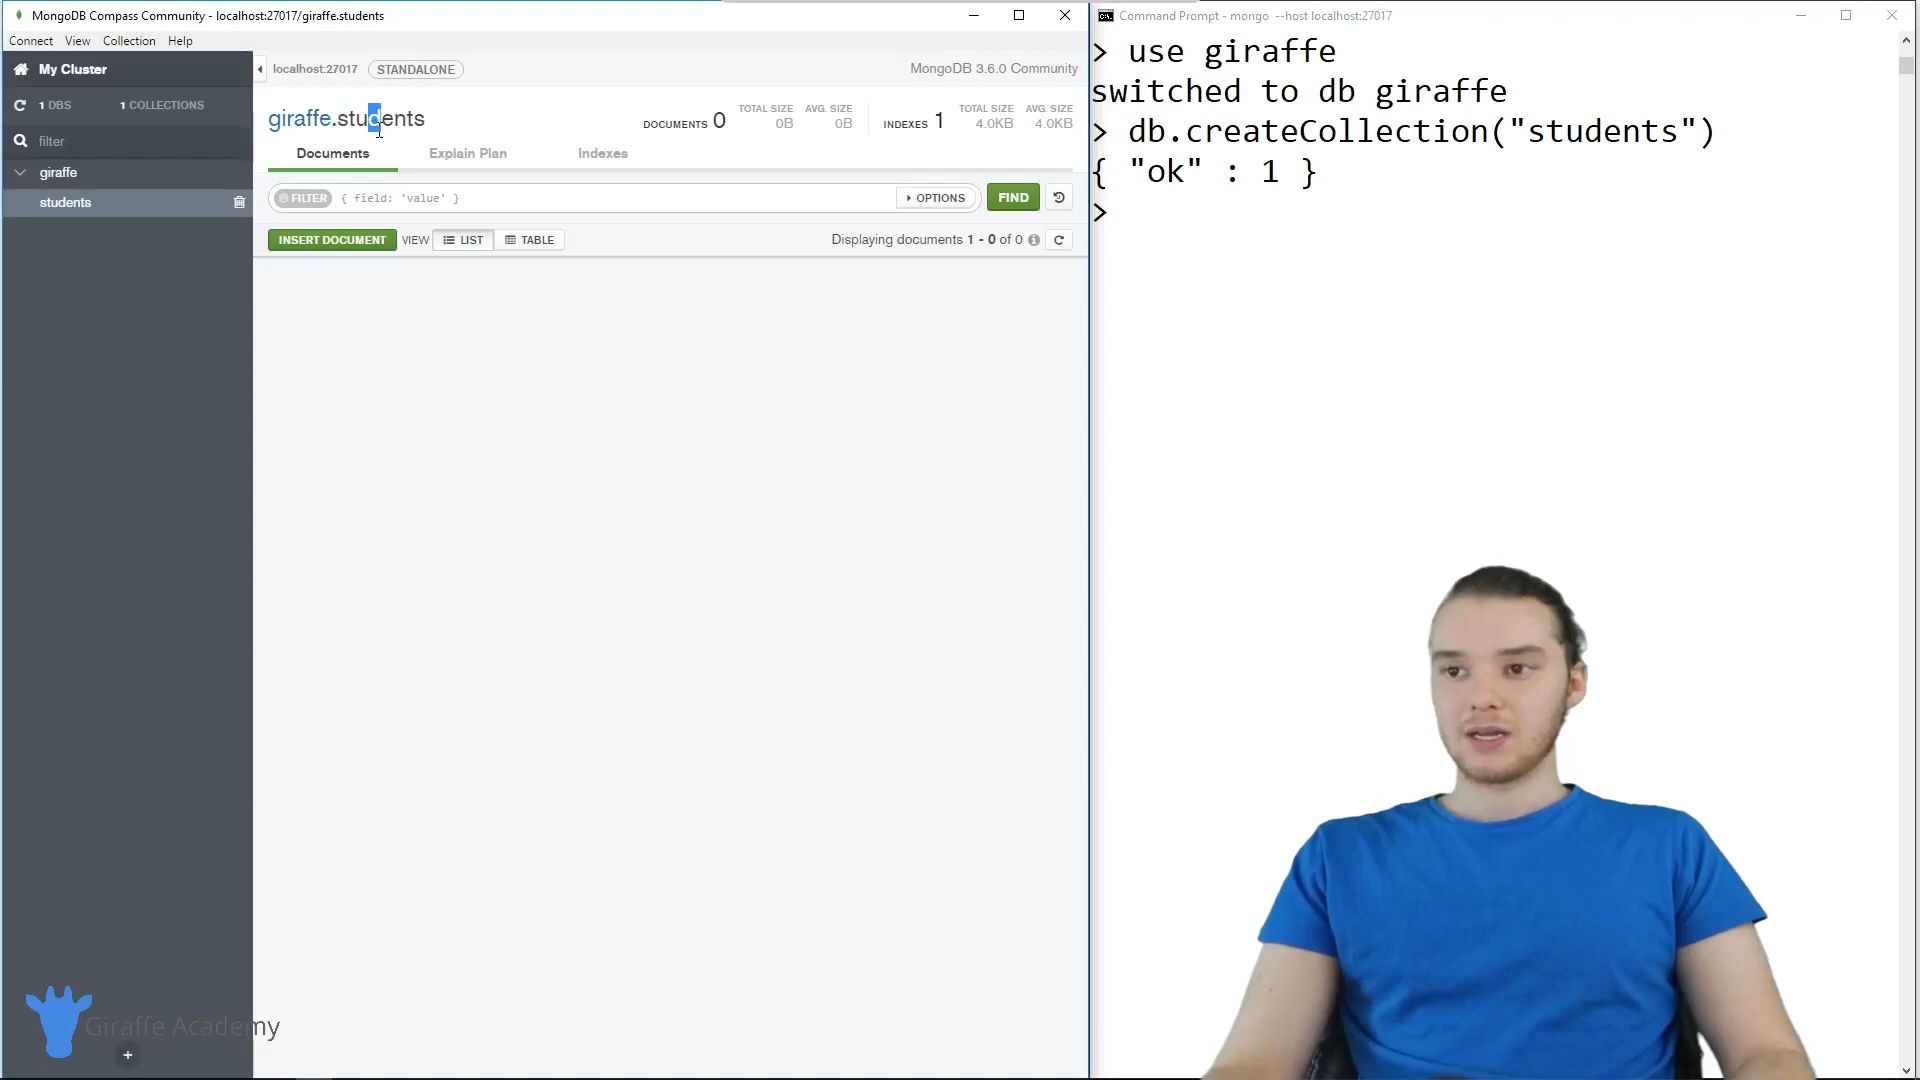 MongoDB Compass Community - localhost:27017/giraffe.students
Connect View Collection Help
My Cluster
1 DBS 1 COLLECTIONS
filter
giraffe
students
localhost:27017 STANDALONE MongoDB 3.6.0 Community
giraffe.students
DOCUMENTS 0 TOTAL SIZE 0B AVG. SIZE 0B INDEXES 1 TOTAL SIZE 4.0KB AVG. SIZE 4.0KB
Documents Explain Plan Indexes
FILTER { field: 'value' } OPTIONS FIND
INSERT DOCUMENT VIEW LIST TABLE Displaying documents 1 - 0 of 0
Giraffe Academy
Command Prompt - mongo --host localhost:27017
> use giraffe
switched to db giraffe
> db.createCollection("students")
{ "ok" : 1 }
>